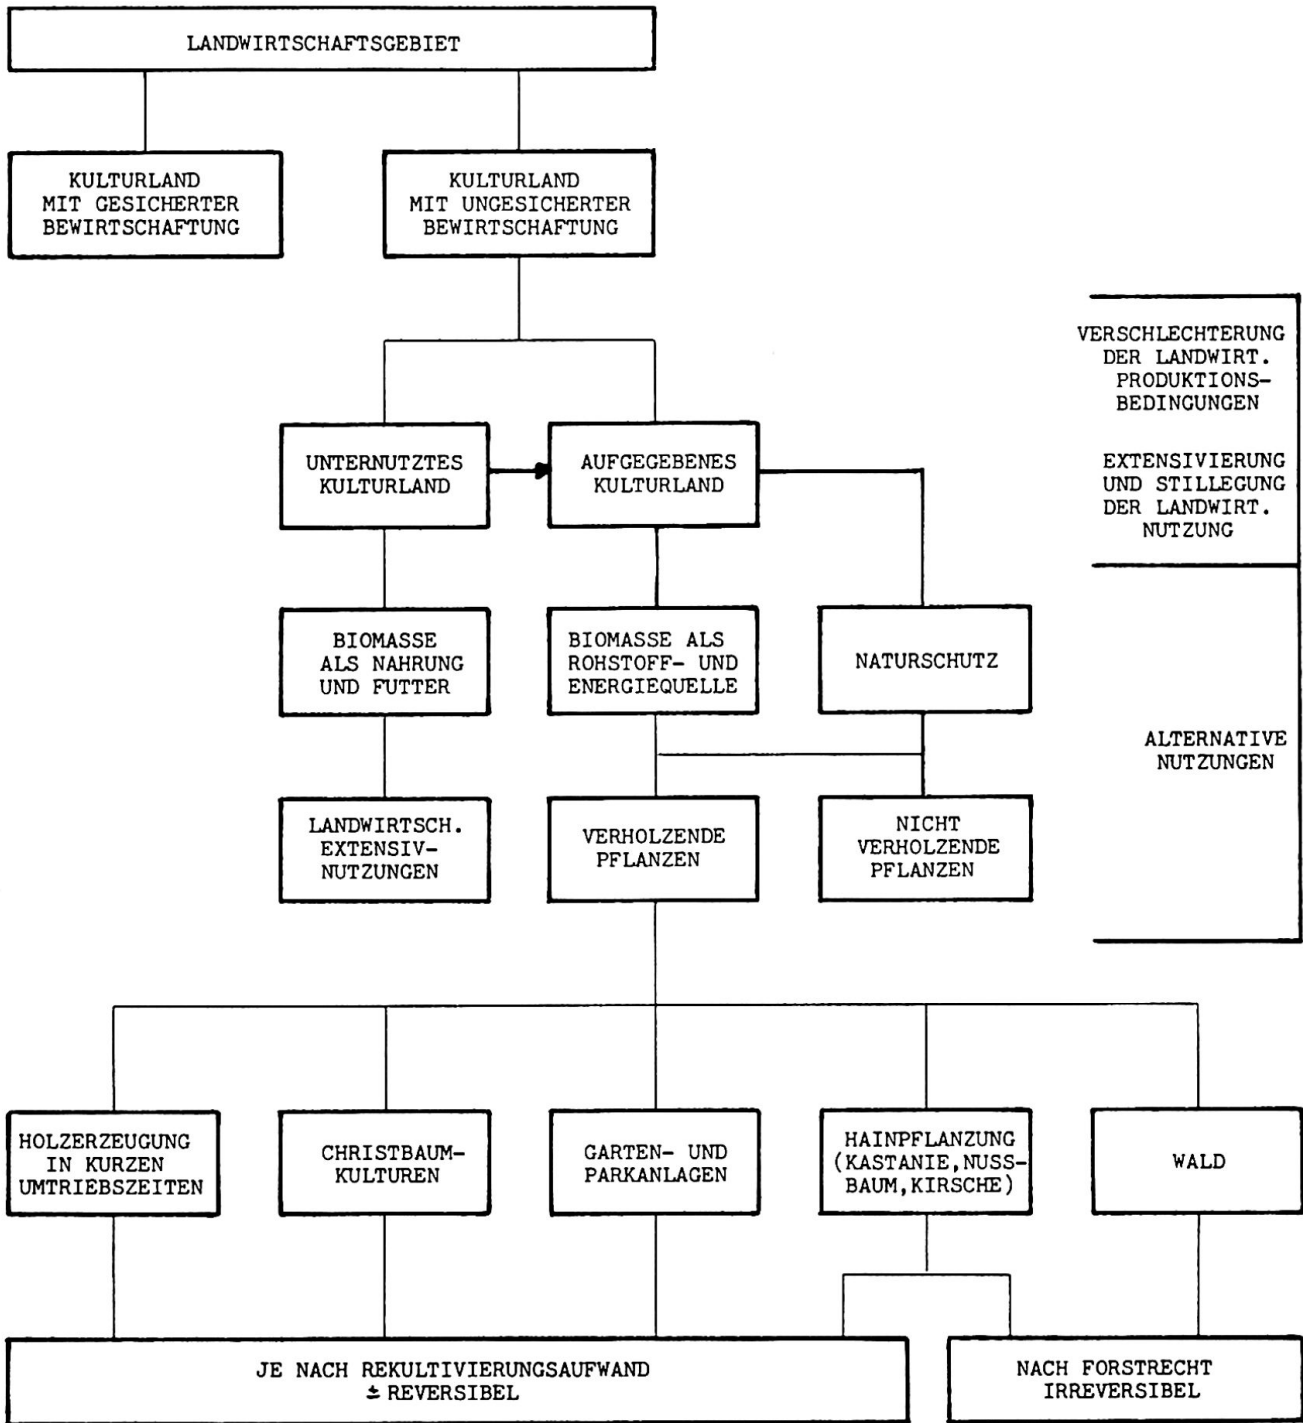 LANDWIRTSCHAFTSGEBIET
KULTURLAND
MIT GESICHERTER
BEWIRTSCHAFTUNG
KULTURLAND
MIT UNGESICHERTER
BEWIRTSCHAFTUNG
VERSCHLECHTERUNG
DER LANDWIRT.
PRODUKTIONS-
BEDINGUNGEN
EXTENSIVIERUNG
UND STILLEGUNG
DER LANDWIRT.
NUTZUNG
UNTERNUTZTES
KULTURLAND
AUFGEGEBENES
KULTURLAND
BIOMASSE
ALS NAHRUNG
UND FUTTER
BIOMASSE ALS
ROHSTOFF- UND
ENERGIEQUELLE
NATURSCHUTZ
ALTERNATIVE
NUTZUNGEN
LANDWIRTSCH.
EXTENSIV-
NUTZUNGEN
VERHOLZENDE
PFLANZEN
NICHT
VERHOLZENDE
PFLANZEN
HOLZERZEUGUNG
IN KURZEN
UMTRIEBSZEITEN
CHRISTBAUM-
KULTUREN
GARTEN- UND
PARKANLAGEN
HAINPFLANZUNG
(KASTANIE,NUSS-
BAUM,KIRSCHE)
WALD
JE NACH REKULTIVIERUNGSAUFWAND
± REVERSIBEL
NACH FORSTRECHT
IRREVERSIBEL